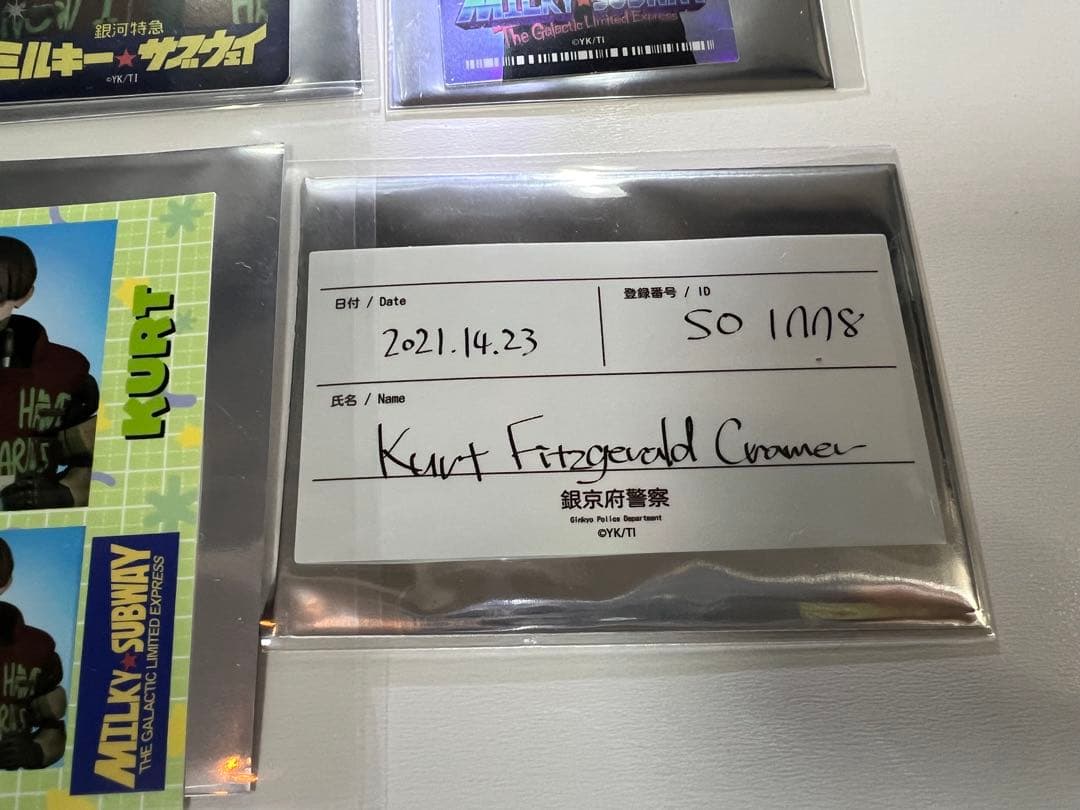 銀河特急
ミルキー★サブウェイ
©YK/TI
MILKY★SUBWAY
The Galactic Limited Express
©YK/TI
KURT
MILKY★SUBWAY
THE GALACTIC LIMITED EXPRESS
日付 / Date
2021.14.23
登録番号 / ID
氏名 / Name
Kurt Fitzgerald Cramer
銀京府警察
Ginkyo Police Department
©YK/TI